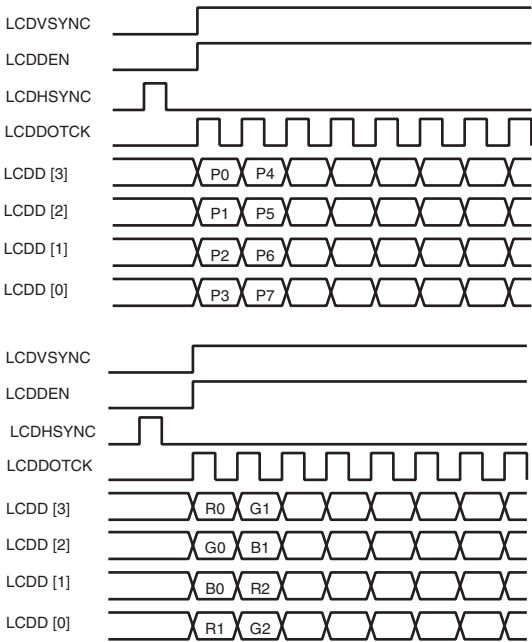 LCDVSYNC
LCDDEN
LCDHSYNC
LCDDOTCK
LCDD [3] P0 P4
LCDD [2] P1 P5
LCDD [1] P2 P6
LCDD [0] P3 P7
LCDVSYNC
LCDDEN
LCDHSYNC
LCDDOTCK
LCDD [3] R0 G1
LCDD [2] G0 B1
LCDD [1] B0 R2
LCDD [0] R1 G2